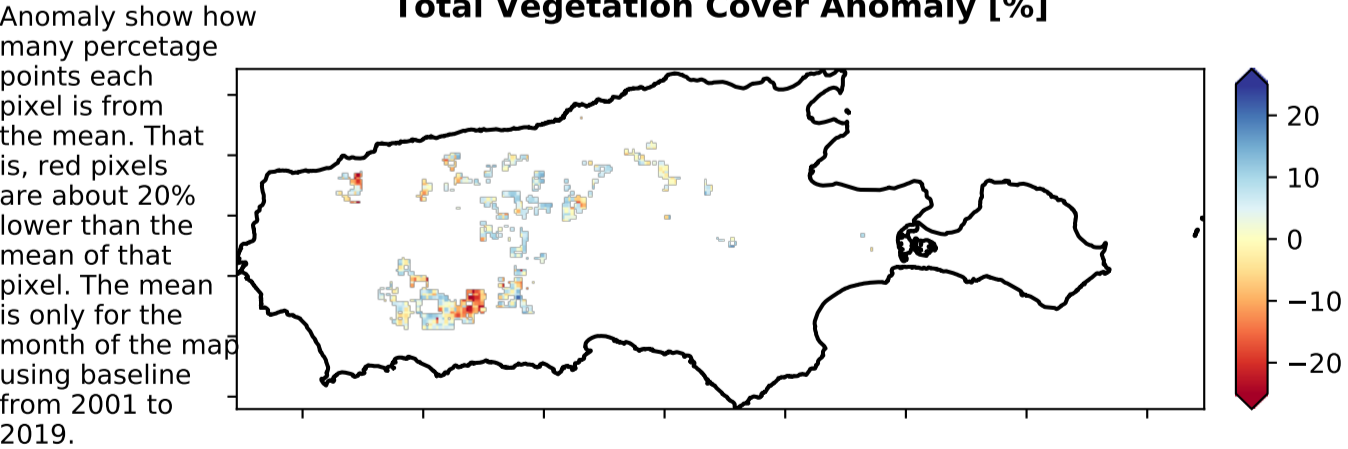 Total Vegetation Cover Anomaly [%]
Anomaly show how
many percetage
points each
pixel is from
the mean. That
is, red pixels
are about 20%
lower than the
mean of that
pixel. The mean
is only for the
month of the map
using baseline
from 2001 to
2019.
20
10
0
−10
−20